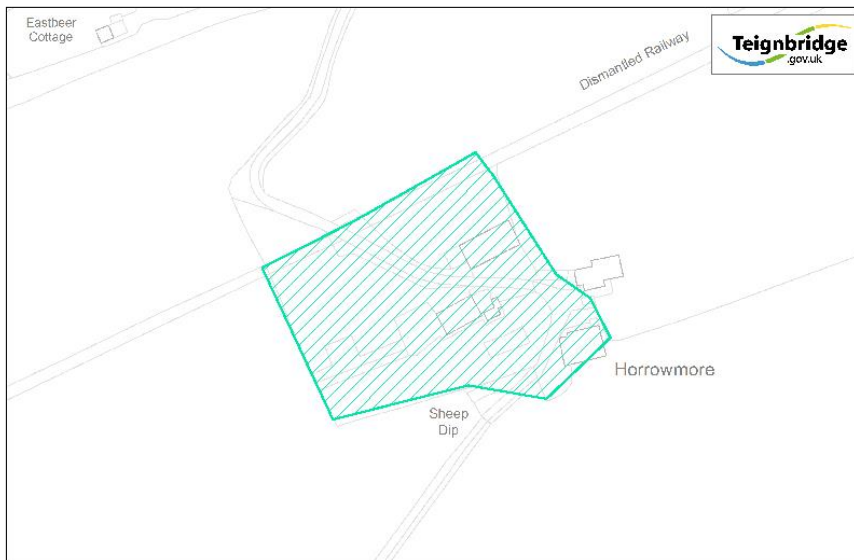 Eastbeer
Cottage
Teignbridge
.gov.uk
Dismantled Railway
Horrowmore
Sheep
Dip